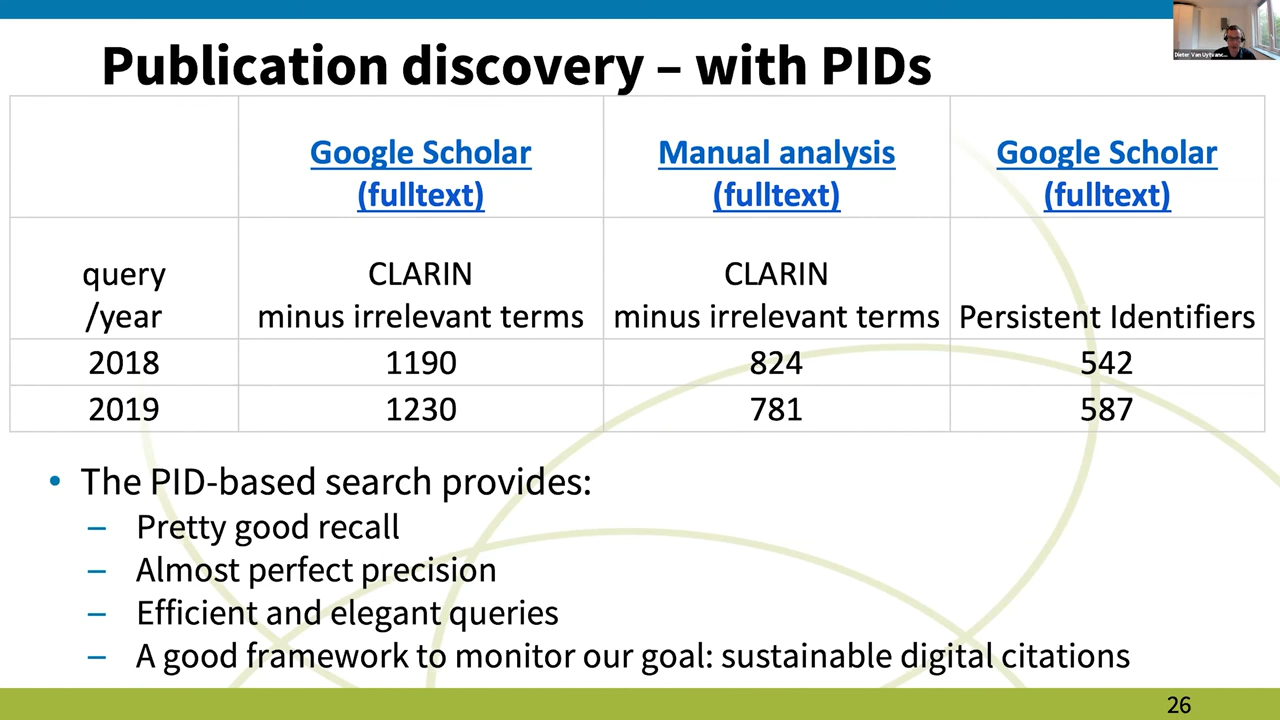 Publication discovery – with PIDs
Google Scholar (fulltext) Manual analysis (fulltext) Google Scholar (fulltext)
query /year CLARIN minus irrelevant terms CLARIN minus irrelevant terms Persistent Identifiers
2018 1190 824 542
2019 1230 781 587
• The PID-based search provides:
– Pretty good recall
– Almost perfect precision
– Efficient and elegant queries
– A good framework to monitor our goal: sustainable digital citations
26
Dieter Van Uytvanc...